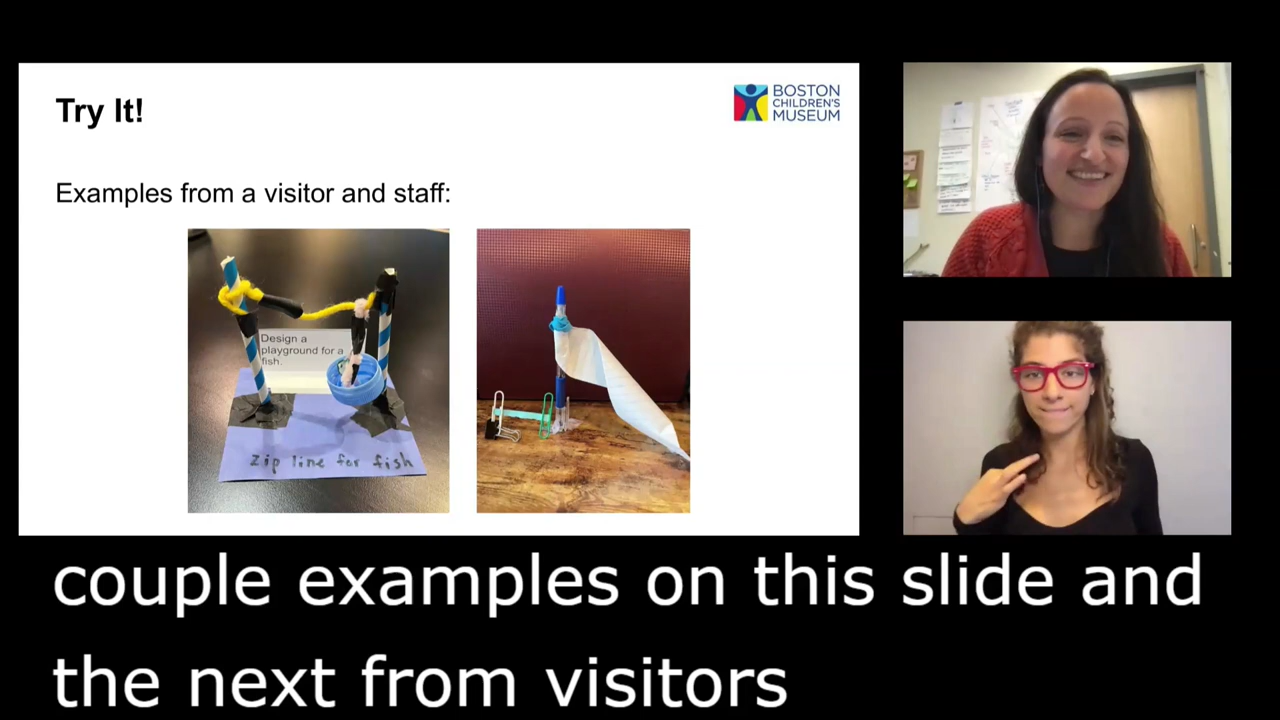 Try It!
BOSTON
CHILDREN'S
MUSEUM
Examples from a visitor and staff:
Design a
playground for a
fish.
zip line for fish
couple examples on this slide and
the next from visitors